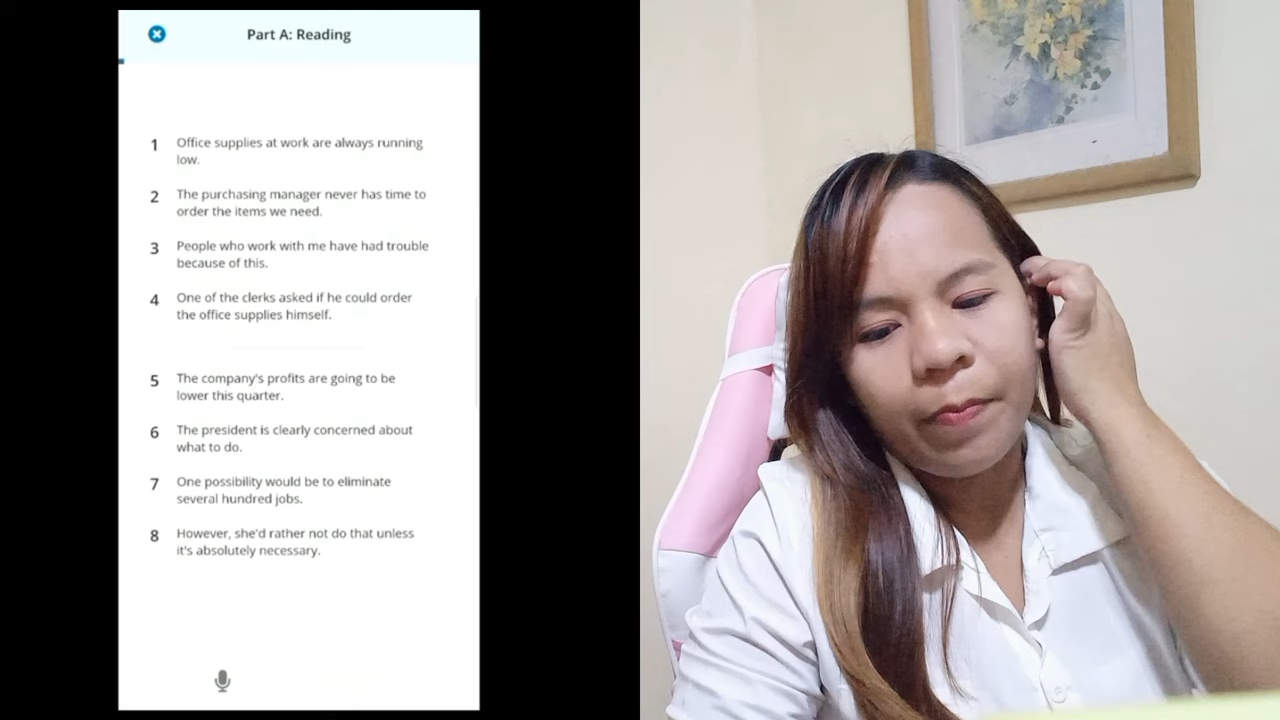 Part A: Reading
1 Office supplies at work are always running
low.
2 The purchasing manager never has time to
order the items we need.
3 People who work with me have had trouble
because of this.
4 One of the clerks asked if he could order
the office supplies himself.
5 The company's profits are going to be
lower this quarter.
6 The president is clearly concerned about
what to do.
7 One possibility would be to eliminate
several hundred jobs.
8 However, she'd rather not do that unless
it's absolutely necessary.